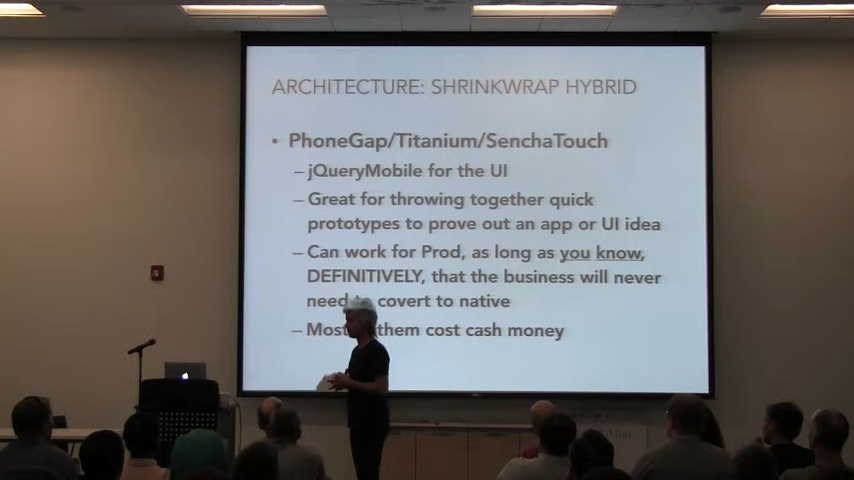 ARCHITECTURE: SHRINKWRAP HYBRID
• PhoneGap/Titanium/SenchaTouch
– jQueryMobile for the UI
– Great for throwing together quick
prototypes to prove out an app or UI idea
– Can work for Prod, as long as you know,
DEFINITIVELY, that the business will never
need covert to native
– Most them cost cash money